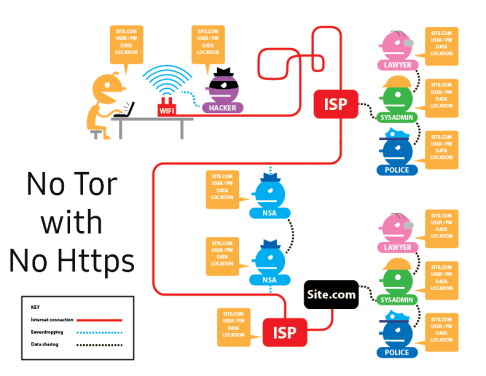 SITE.COM
USER / PW
DATA
LOCATION
SITE.COM
USER / PW
DATA
LOCATION
WIFI
HACKER
ISP
LAWYER
SITE.COM
USER / PW
DATA
LOCATION
SYSADMIN
SITE.COM
USER / PW
DATA
LOCATION
POLICE
SITE.COM
USER / PW
DATA
LOCATION
No Tor
with
No Https
SITE.COM
USER / PW
DATA
LOCATION
NSA
SITE.COM
USER / PW
DATA
LOCATION
NSA
SITE.COM
USER / PW
DATA
LOCATION
ISP
Site.com
LAWYER
SITE.COM
USER / PW
DATA
LOCATION
SYSADMIN
SITE.COM
USER / PW
DATA
LOCATION
POLICE
SITE.COM
USER / PW
DATA
LOCATION
KEY
Internet connection
Eavesdropping
Data sharing